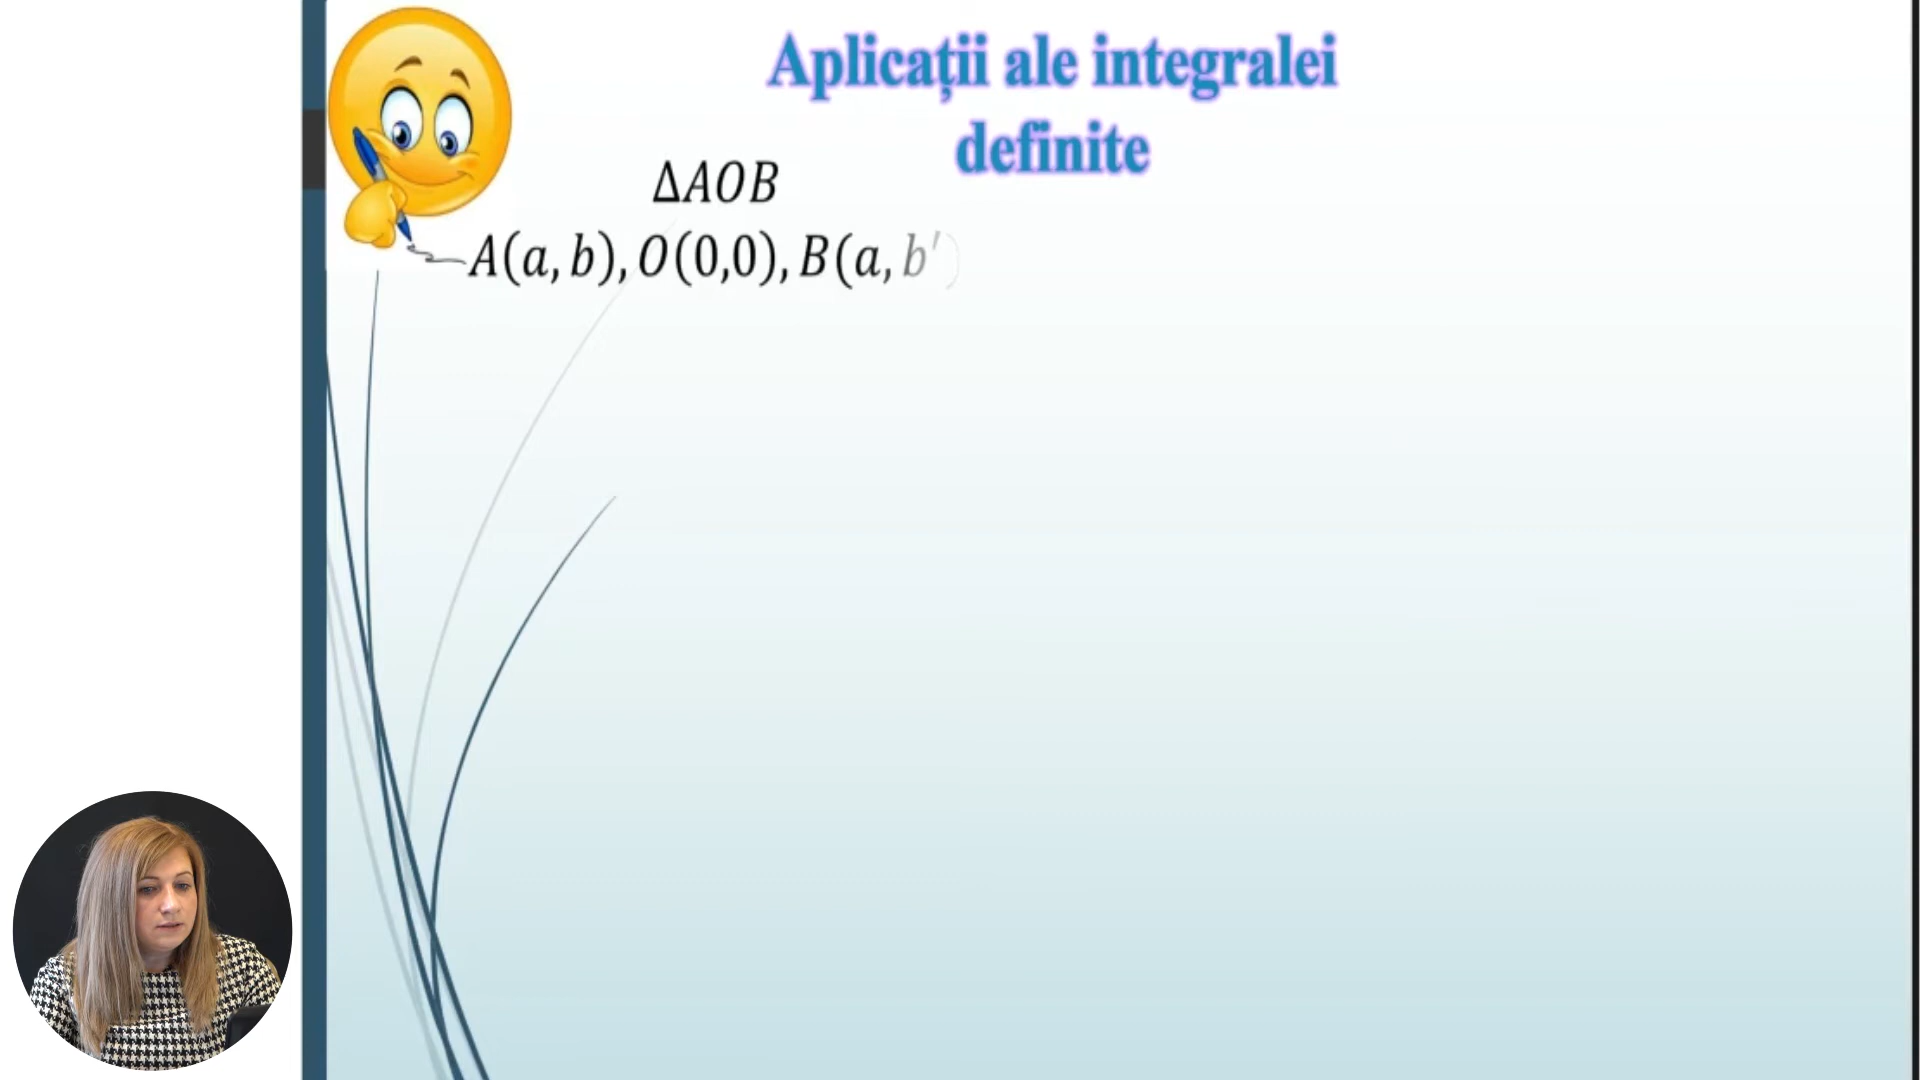 Aplicații ale integralei
definite
ΔAOB
A(a, b), O(0,0), B(a, b′)